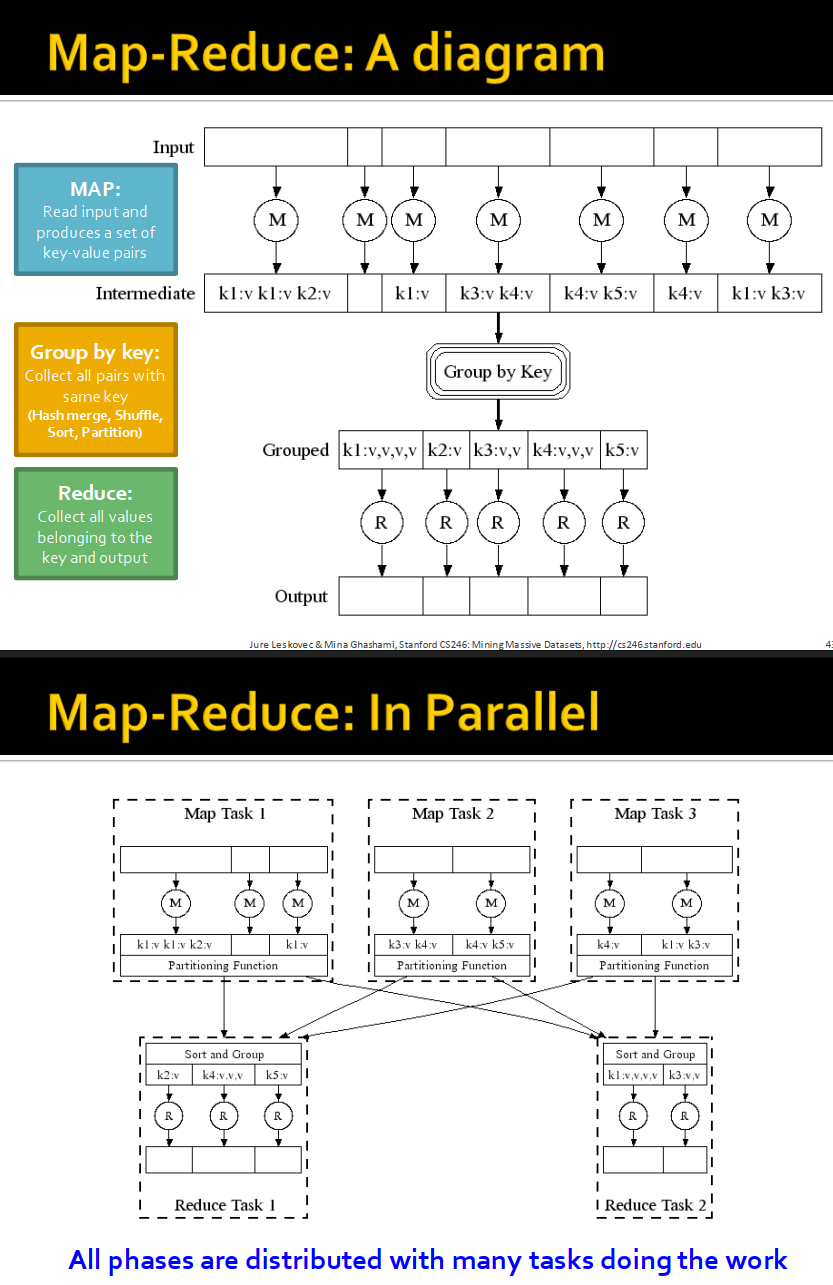 Map-Reduce: A diagram
Input
MAP:
Read input and
produces a set of
key-value pairs
M M M M M M M
Intermediate k1:v k1:v k2:v k1:v k3:v k4:v k4:v k5:v k4:v k1:v k3:v
Group by key:
Collect all pairs with
same key
(Hash merge, Shuffle,
Sort, Partition)
Group by Key
Grouped k1:v,v,v,v k2:v k3:v,v k4:v,v,v k5:v
Reduce:
Collect all values
belonging to the
key and output
R R R R R
Output
Jure Leskovec & Mina Ghashami, Stanford CS246: Mining Massive Datasets, http://cs246.stanford.edu
Map-Reduce: In Parallel
Map Task 1 Map Task 2 Map Task 3
M M M M M M M
k1:v k1:v k2:v k1:v k3:v k4:v k4:v k5:v k4:v k1:v k3:v
Partitioning Function Partitioning Function Partitioning Function
Sort and Group Sort and Group
k2:v k4:v,v,v k5:v k1:v,v,v,v k3:v,v
R R R R R
Reduce Task 1 Reduce Task 2
All phases are distributed with many tasks doing the work